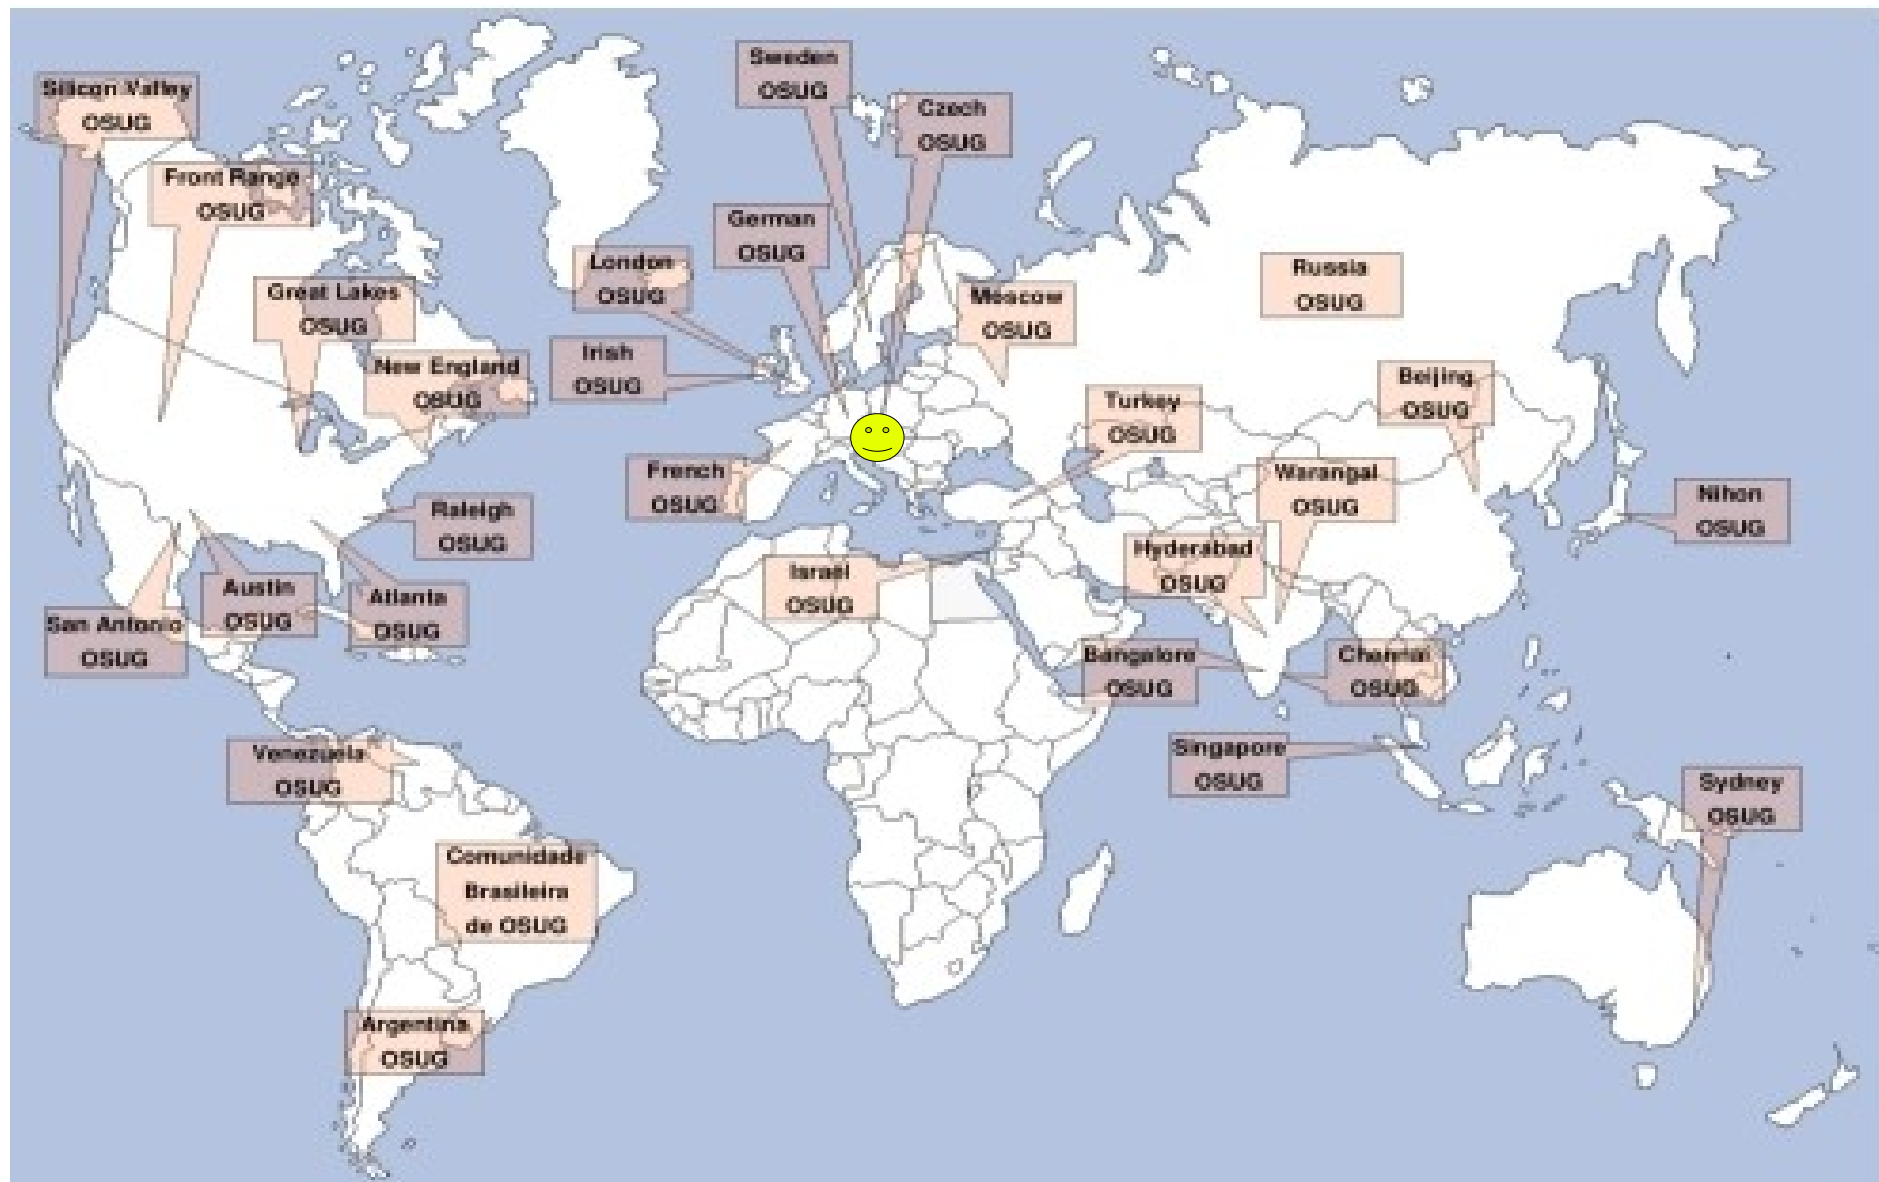 Sweden
OSUG
Silicon Valley
OSUG
Czech
OSUG
Front Range
OSUG
German
OSUG
London
OSUG
Russia
OSUG
Great Lakes
OSUG
Moscow
OSUG
Irish
OSUG
New England
OSUG
Beijing
OSUG
Turkey
OSUG
French
OSUG
Warangal
OSUG
Nihon
OSUG
Raleigh
OSUG
Hyderabad
OSUG
Israel
OSUG
Austin
OSUG
Atlanta
OSUG
San Antonio
OSUG
Bangalore
OSUG
Chennai
OSUG
Venezuela
OSUG
Singapore
OSUG
Sydney
OSUG
Comunidade
Brasileira
de OSUG
Argentina
OSUG